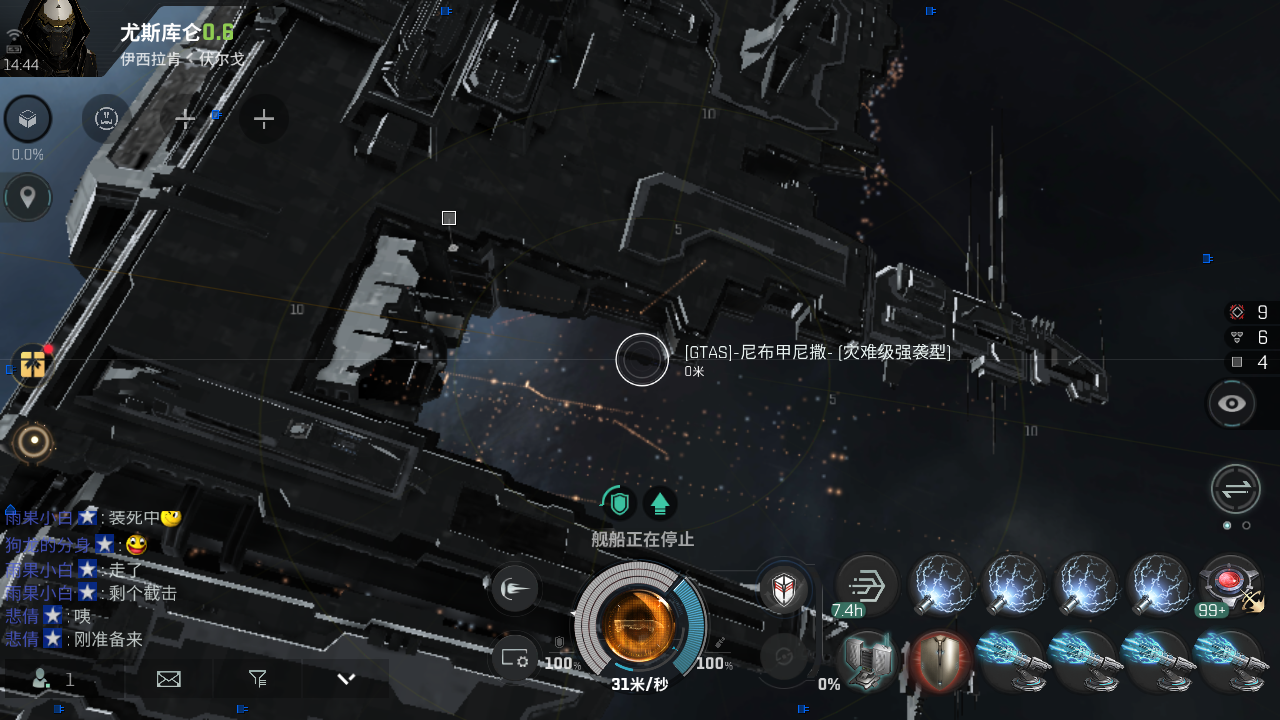 尤斯库仑0.6
伊西拉肯 < 伏尔戈
14:44
0.0%
10
5
10
5
5
10
[GTAS]-尼布甲尼撒- [灾难级强袭型]
0米
9
6
4
舰船正在停止
雨果小白★: 装死中
狗龙的分身★:
雨果小白★: 走了
雨果小白★: 剩个截击
悲倩★: 咦
悲倩★: 刚准备来
1
100%
100%
31米/秒
0%
7.4h
99+